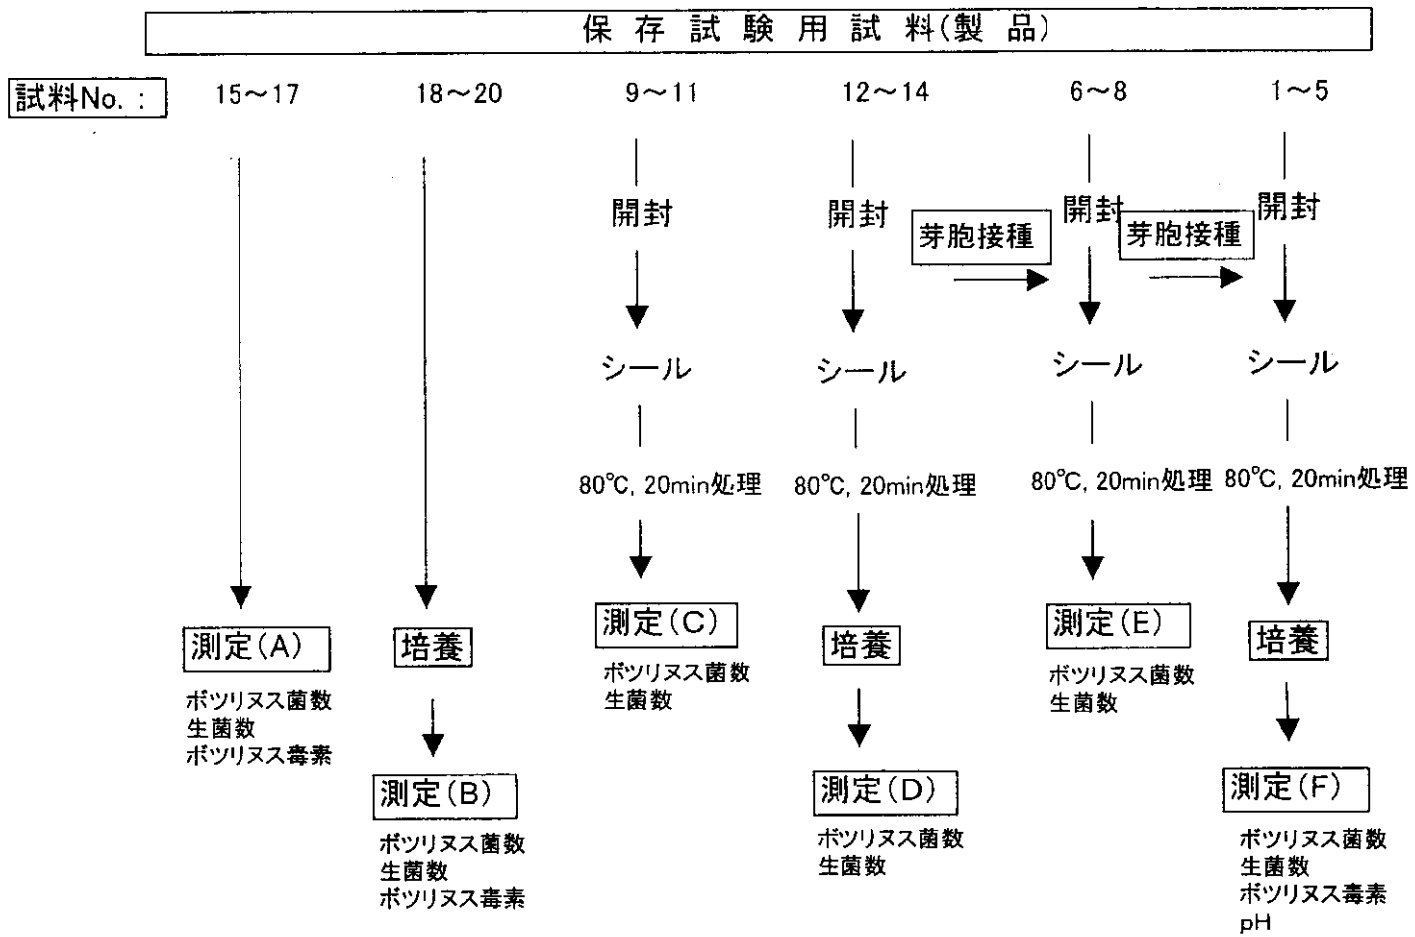 保存試験用試料(製品)
試料No. : 15～17 18～20 9～11 12～14 6～8 1～5
開封 開封 開封 開封
芽胞接種 芽胞接種
シール シール シール シール
80℃, 20min処理 80℃, 20min処理 80℃, 20min処理 80℃, 20min処理
測定(A) 培養 測定(C) 培養 測定(E) 培養
ボツリヌス菌数
生菌数
ボツリヌス毒素
ボツリヌス菌数
生菌数
ボツリヌス菌数
生菌数
測定(B) 測定(D) 測定(F)
ボツリヌス菌数
生菌数
ボツリヌス毒素
ボツリヌス菌数
生菌数
ボツリヌス菌数
生菌数
ボツリヌス毒素
pH